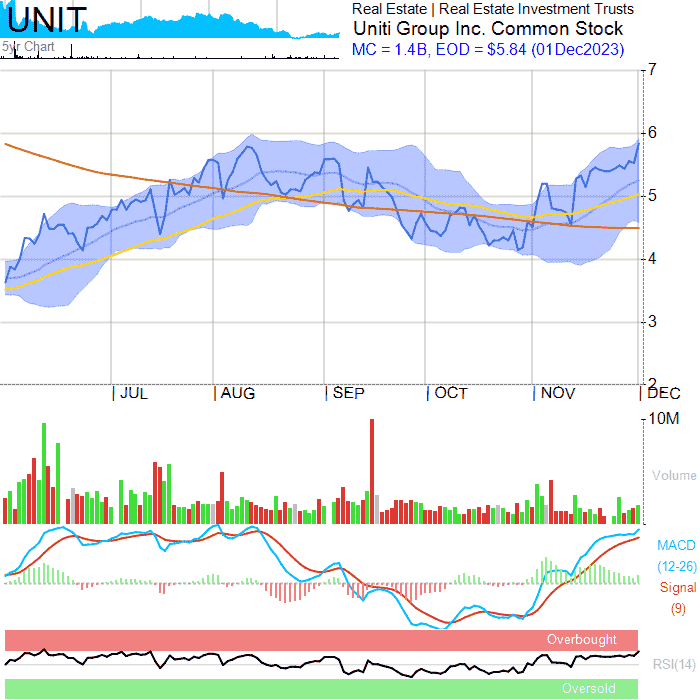 UNIT
5yr Chart
Real Estate | Real Estate Investment Trusts
Uniti Group Inc. Common Stock
MC = 1.4B, EOD = $5.84 (01Dec2023)
7
6
5
4
3
2
| JUL | AUG | SEP | OCT | NOV | DEC
10M
Volume
MACD
(12-26)
Signal
(9)
Overbought
RSI(14)
Oversold